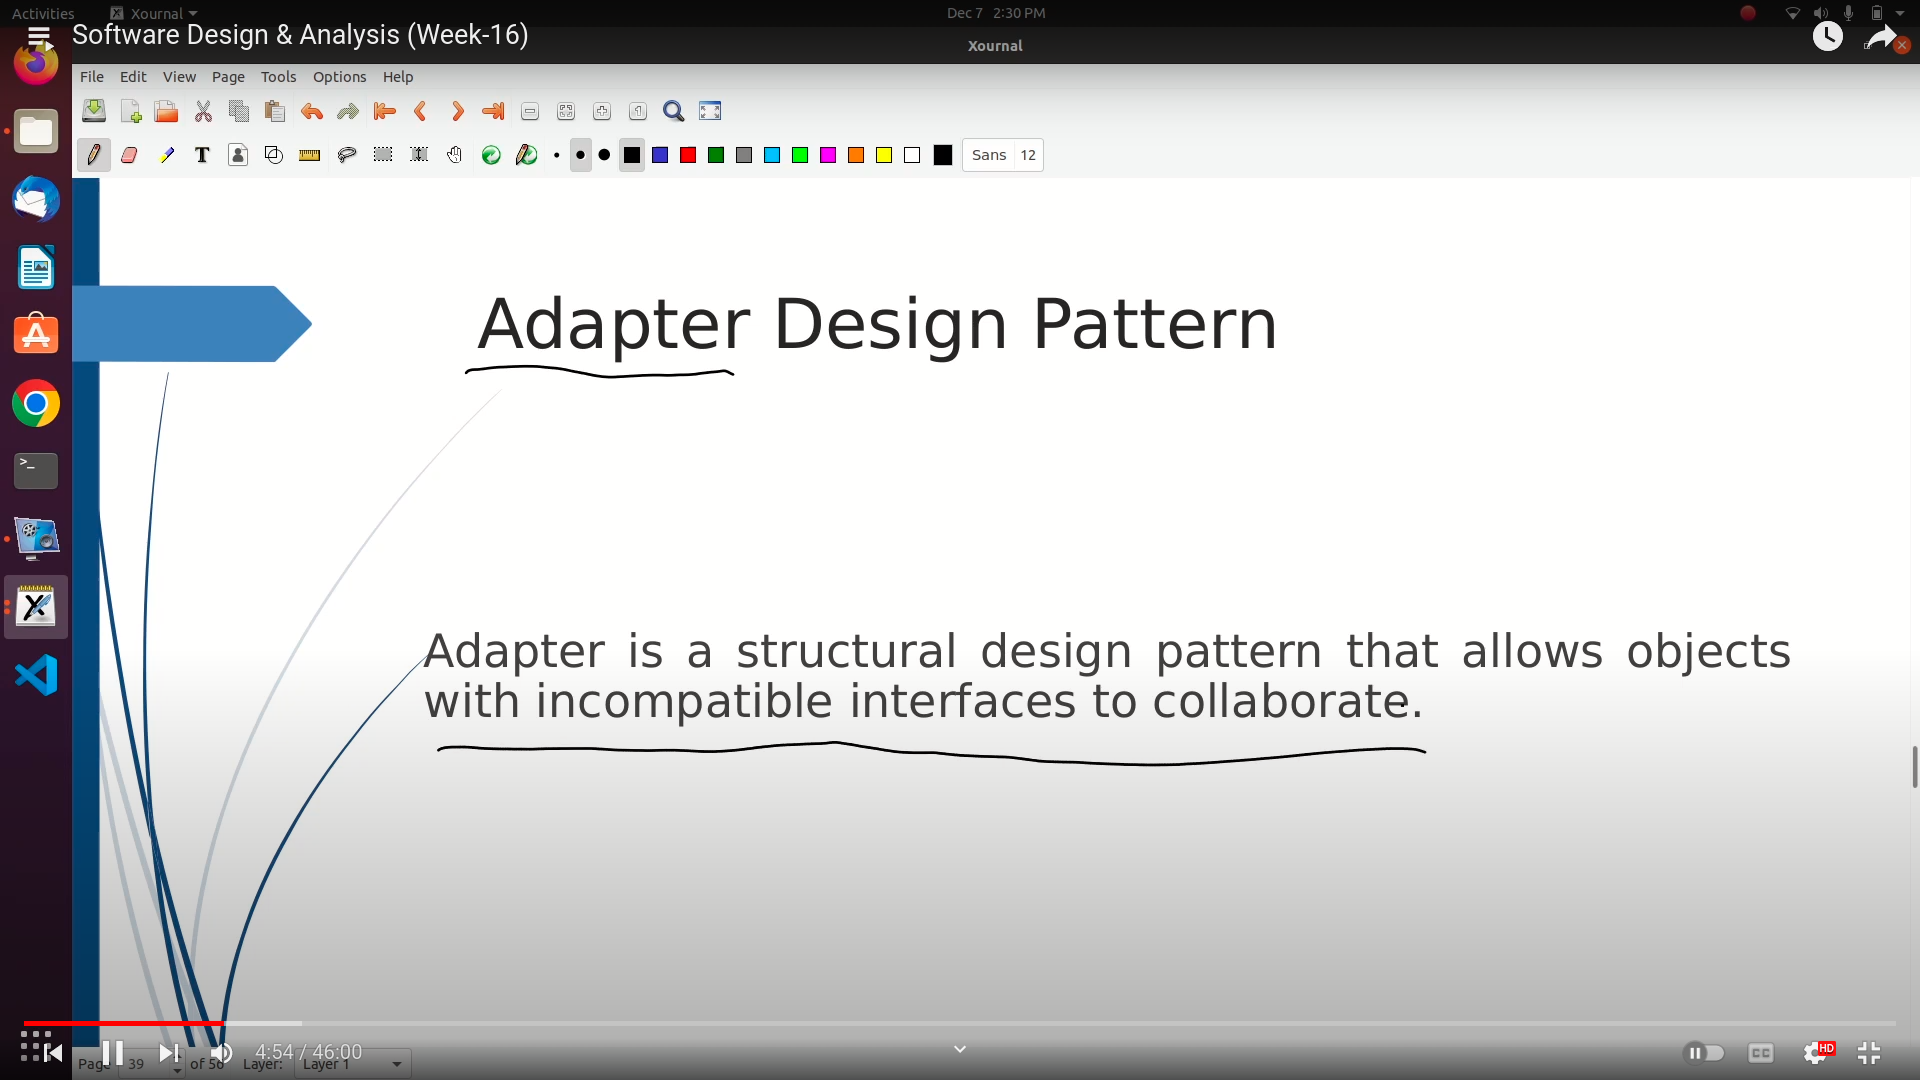 Activities Xournal Dec 7 2:30 PM
Software Design & Analysis (Week-16)
Xournal
File Edit View Page Tools Options Help
Sans 12
Adapter Design Pattern
Adapter is a structural design pattern that allows objects
with incompatible interfaces to collaborate.
4:54 / 46:00
CC HD
Page 39 of 56 Layer: Layer 1